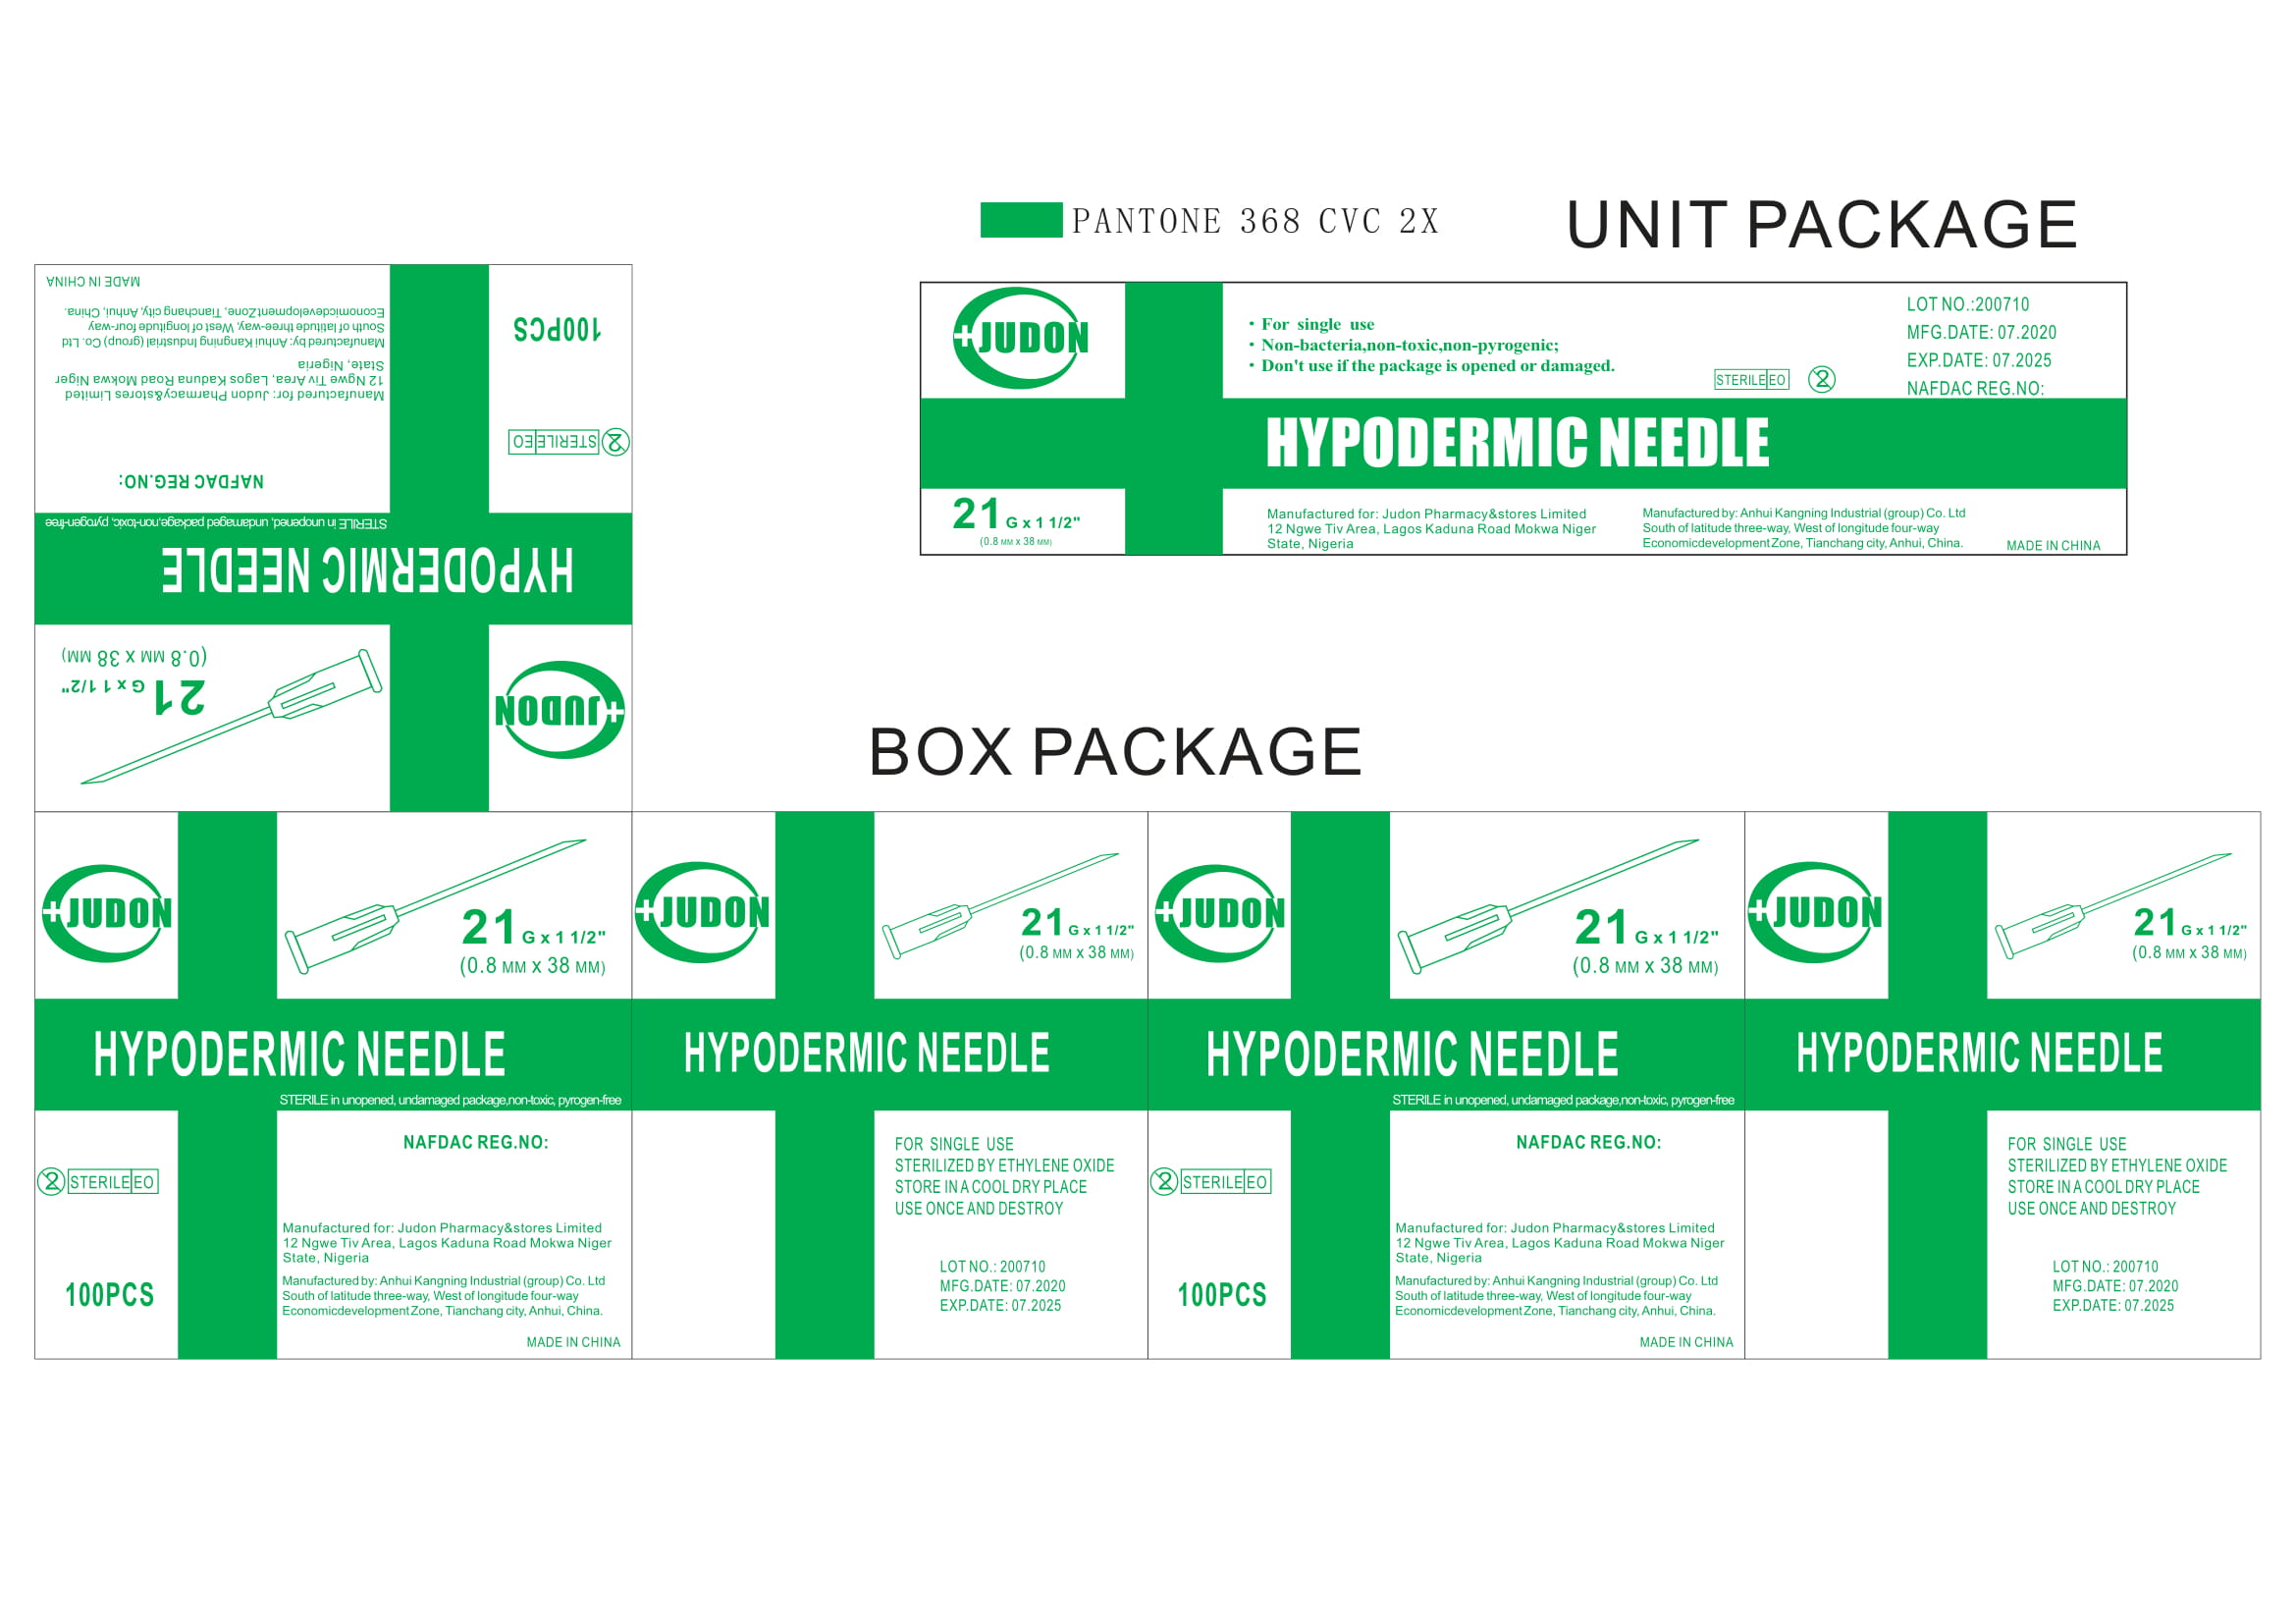 PANTONE 368 CVC 2X
UNIT PACKAGE
JUDON
• For single use
• Non-bacteria,non-toxic,non-pyrogenic;
• Don't use if the package is opened or damaged.
STERILE EO
2
LOT NO.:200710
MFG.DATE: 07.2020
EXP.DATE: 07.2025
NAFDAC REG.NO:
HYPODERMIC NEEDLE
21 G x 1 1/2"
(0.8 MM x 38 MM)
Manufactured for: Judon Pharmacy&stores Limited
12 Ngwe Tiv Area, Lagos Kaduna Road Mokwa Niger
State, Nigeria
Manufactured by: Anhui Kangning Industrial (group) Co. Ltd
South of latitude three-way, West of longitude four-way
EconomicdevelopmentZone, Tianchang city, Anhui, China.
MADE IN CHINA
BOX PACKAGE
JUDON
21 G x 1 1/2"
(0.8 MM x 38 MM)
HYPODERMIC NEEDLE
STERILE in unopened, undamaged package,non-toxic, pyrogen-free
NAFDAC REG.NO:
2 STERILE EO
Manufactured for: Judon Pharmacy&stores Limited
12 Ngwe Tiv Area, Lagos Kaduna Road Mokwa Niger
State, Nigeria
Manufactured by: Anhui Kangning Industrial (group) Co. Ltd
South of latitude three-way, West of longitude four-way
EconomicdevelopmentZone, Tianchang city, Anhui, China.
100PCS
MADE IN CHINA
JUDON
21 G x 1 1/2"
(0.8 MM x 38 MM)
HYPODERMIC NEEDLE
STERILE in unopened, undamaged package,non-toxic, pyrogen-free
NAFDAC REG.NO:
2 STERILE EO
Manufactured for: Judon Pharmacy&stores Limited
12 Ngwe Tiv Area, Lagos Kaduna Road Mokwa Niger
State, Nigeria
Manufactured by: Anhui Kangning Industrial (group) Co. Ltd
South of latitude three-way, West of longitude four-way
EconomicdevelopmentZone, Tianchang city, Anhui, China.
100PCS
MADE IN CHINA
JUDON
21 G x 1 1/2"
(0.8 MM x 38 MM)
HYPODERMIC NEEDLE
FOR SINGLE USE
STERILIZED BY ETHYLENE OXIDE
STORE IN A COOL DRY PLACE
USE ONCE AND DESTROY
LOT NO.: 200710
MFG.DATE: 07.2020
EXP.DATE: 07.2025
JUDON
21 G x 1 1/2"
(0.8 MM x 38 MM)
HYPODERMIC NEEDLE
STERILE in unopened, undamaged package,non-toxic, pyrogen-free
NAFDAC REG.NO:
2 STERILE EO
Manufactured for: Judon Pharmacy&stores Limited
12 Ngwe Tiv Area, Lagos Kaduna Road Mokwa Niger
State, Nigeria
Manufactured by: Anhui Kangning Industrial (group) Co. Ltd
South of latitude three-way, West of longitude four-way
EconomicdevelopmentZone, Tianchang city, Anhui, China.
100PCS
MADE IN CHINA
JUDON
21 G x 1 1/2"
(0.8 MM x 38 MM)
HYPODERMIC NEEDLE
FOR SINGLE USE
STERILIZED BY ETHYLENE OXIDE
STORE IN A COOL DRY PLACE
USE ONCE AND DESTROY
LOT NO.: 200710
MFG.DATE: 07.2020
EXP.DATE: 07.2025